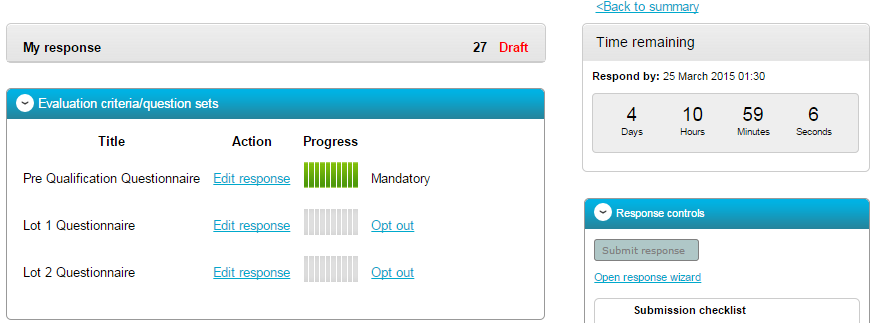 <Back to summary
My response 27 Draft
Time remaining
Respond by: 25 March 2015 01:30
4 10 59 6
Days Hours Minutes Seconds
Evaluation criteria/question sets
Title Action Progress
Pre Qualification Questionnaire Edit response Mandatory
Lot 1 Questionnaire Edit response Opt out
Lot 2 Questionnaire Edit response Opt out
Response controls
Submit response
Open response wizard
Submission checklist